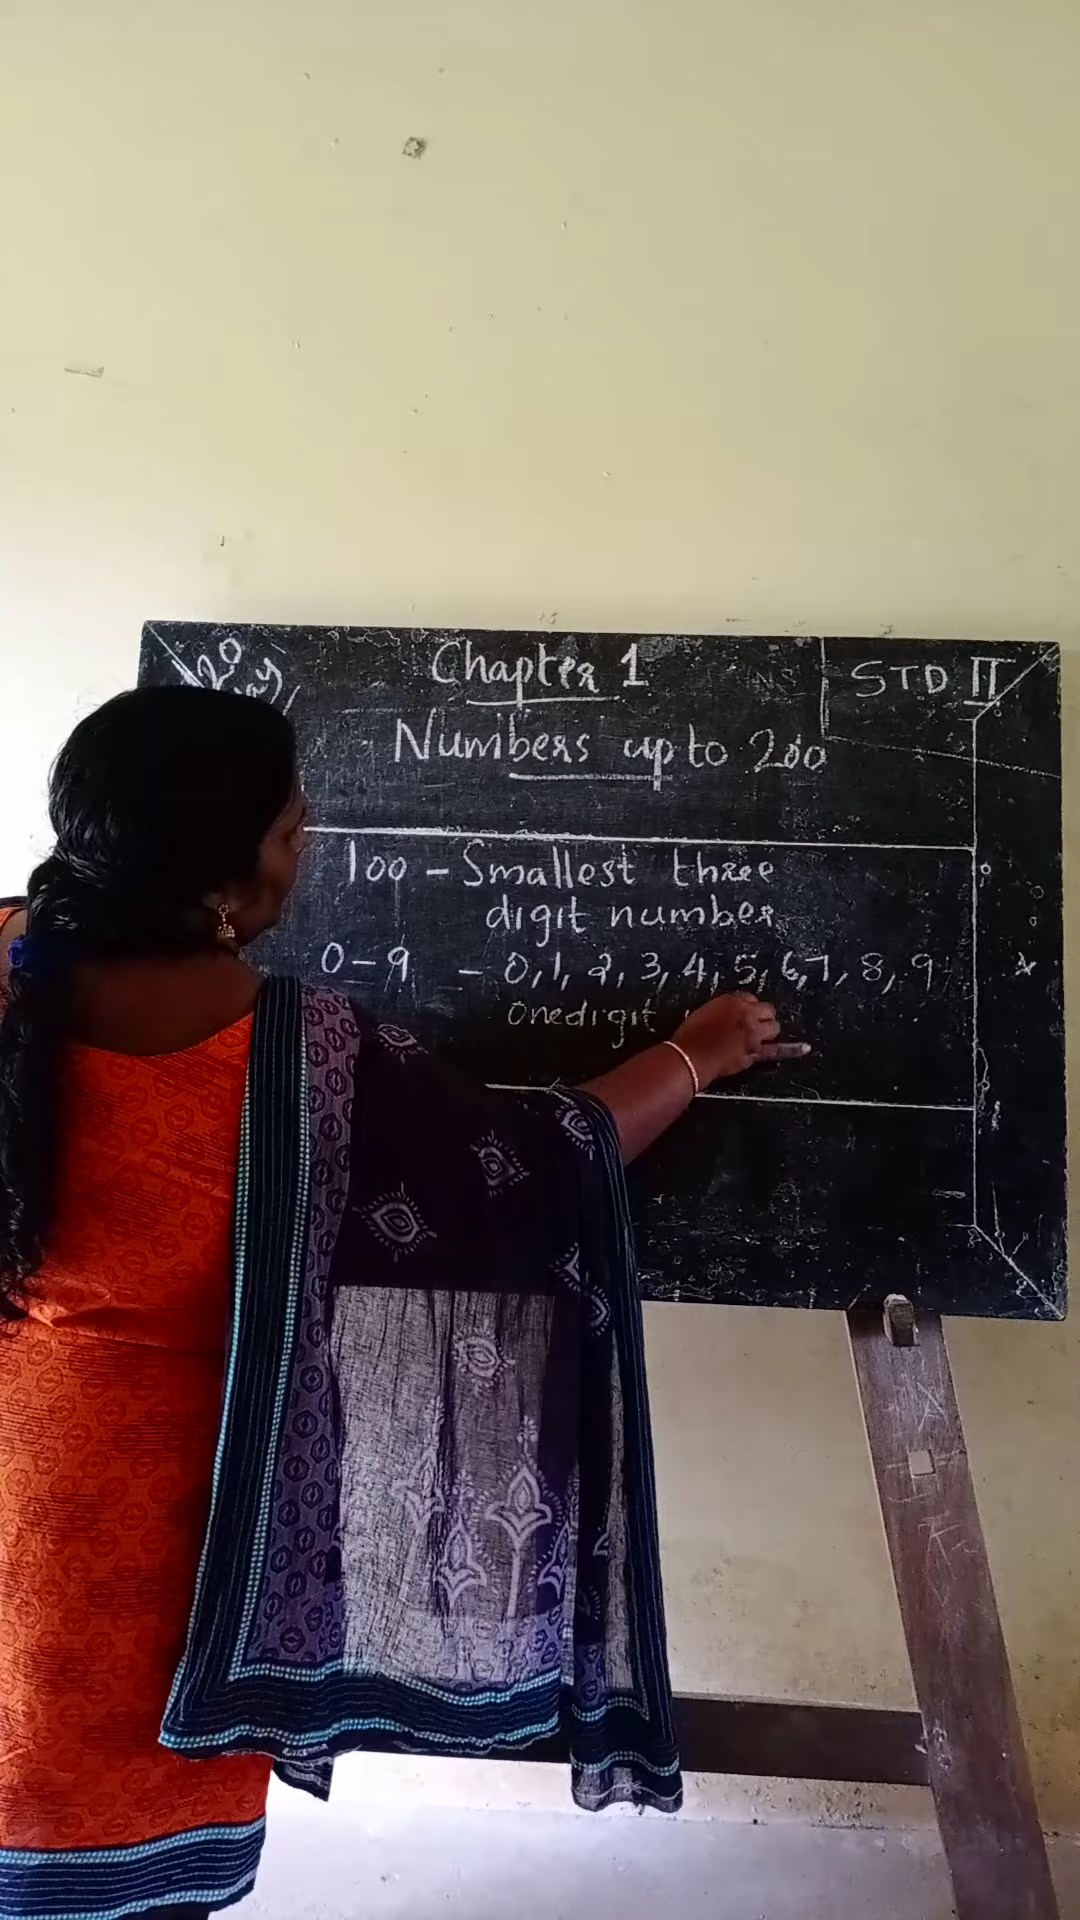 Chapter 1
STD II
Numbers up to 200
100 - Smallest three
digit number
0-9 - 0, 1, 2, 3, 4, 5, 6, 7, 8, 9
One digit